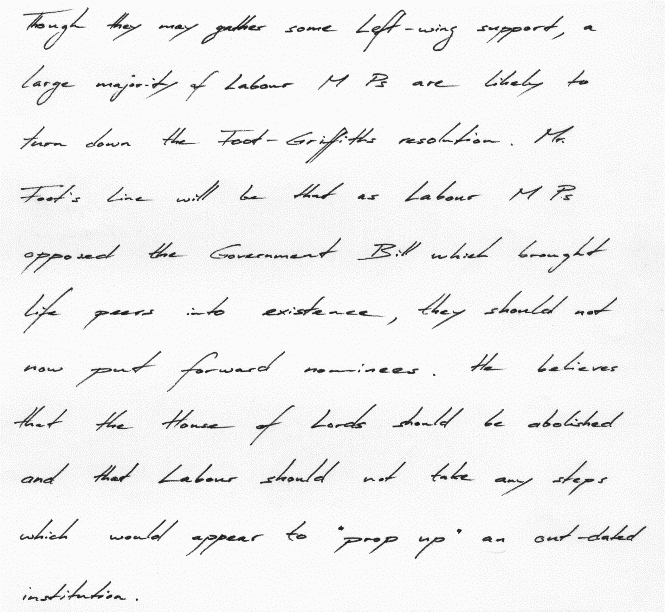 Though they may gather some Left-wing support, a
large majority of Labour M Ps are likely to
turn down the Foot-Griffiths resolution. Mr.
Foot's line will be that as Labour M Ps
opposed the Government Bill which brought
life peers into existence, they should not
now put forward nominees. He believes
that the House of Lords should be abolished
and that Labour should not take any steps
which would appear to "prop up" an out-dated
institution.